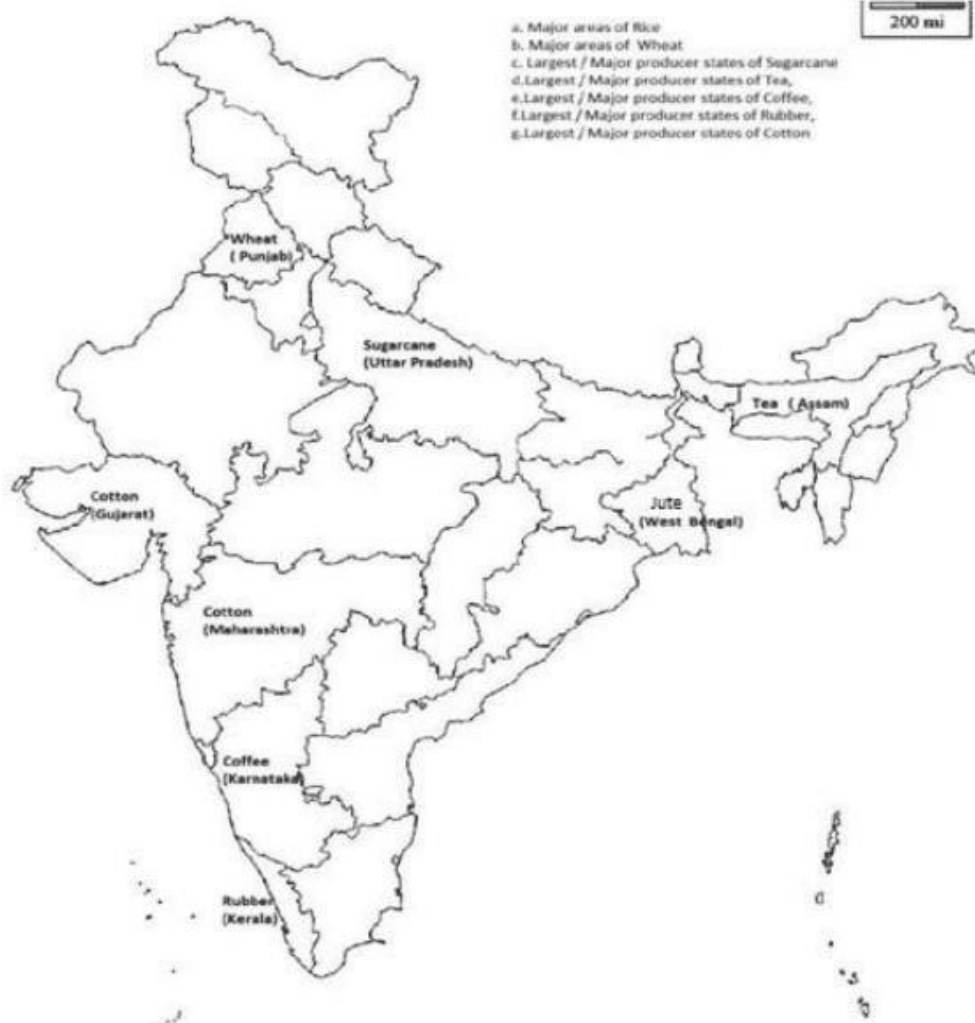 200 mi
a. Major areas of Rice
b. Major areas of Wheat
c. Largest / Major producer states of Sugarcane
d.Largest / Major producer states of Tea,
e.Largest / Major producer states of Coffee,
f.Largest / Major producer states of Rubber,
g.Largest / Major producer states of Cotton
Wheat
( Punjab)
Sugarcane
(Uttar Pradesh)
Tea ( Assam)
Cotton
(Gujarat)
Jute
(West Bengal)
Cotton
(Maharashtra)
Coffee
(Karnataka)
Rubber
(Kerala)